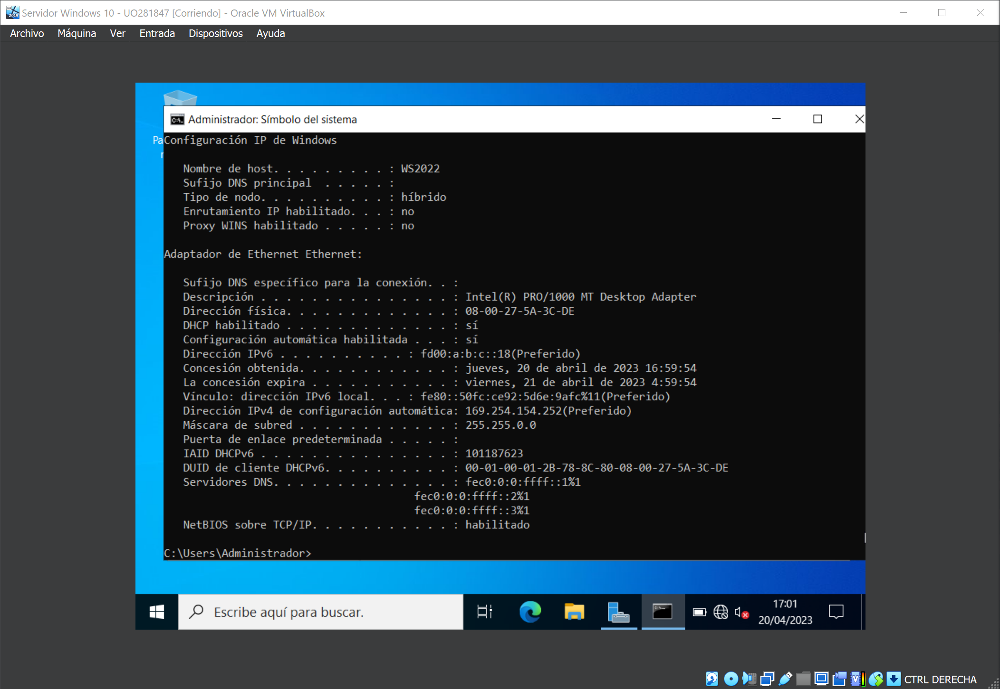 Servidor Windows 10 - UO281847 [Corriendo] - Oracle VM VirtualBox
Archivo Máquina Ver Entrada Dispositivos Ayuda
Administrador: Símbolo del sistema
Pa
Configuración IP de Windows
Nombre de host. . . . . . . . . : WS2022
Sufijo DNS principal  . . . . . :
Tipo de nodo. . . . . . . . . . : híbrido
Enrutamiento IP habilitado. . . : no
Proxy WINS habilitado . . . . . : no
Adaptador de Ethernet Ethernet:
Sufijo DNS específico para la conexión. . :
Descripción . . . . . . . . . . . . . . . : Intel(R) PRO/1000 MT Desktop Adapter
Dirección física. . . . . . . . . . . . . : 08-00-27-5A-3C-DE
DHCP habilitado . . . . . . . . . . . . . : sí
Configuración automática habilitada . . . : sí
Dirección IPv6 . . . . . . . . . . : fd00:a:b:c::18(Preferido)
Concesión obtenida. . . . . . . . . . . . : jueves, 20 de abril de 2023 16:59:54
La concesión expira . . . . . . . . . . . : viernes, 21 de abril de 2023 4:59:54
Vínculo: dirección IPv6 local. . . : fe80::50fc:ce92:5d6e:9afc%11(Preferido)
Dirección IPv4 de configuración automática: 169.254.154.252(Preferido)
Máscara de subred . . . . . . . . . . . . : 255.255.0.0
Puerta de enlace predeterminada . . . . . :
IAID DHCPv6 . . . . . . . . . . . . . . . : 101187623
DUID de cliente DHCPv6. . . . . . . . . . : 00-01-00-01-2B-78-8C-80-08-00-27-5A-3C-DE
Servidores DNS. . . . . . . . . . . . . . : fec0:0:0:ffff::1%1
fec0:0:0:ffff::2%1
fec0:0:0:ffff::3%1
NetBIOS sobre TCP/IP. . . . . . . . . . . : habilitado
C:\Users\Administrador>
Escribe aquí para buscar.
17:01
20/04/2023
CTRL DERECHA